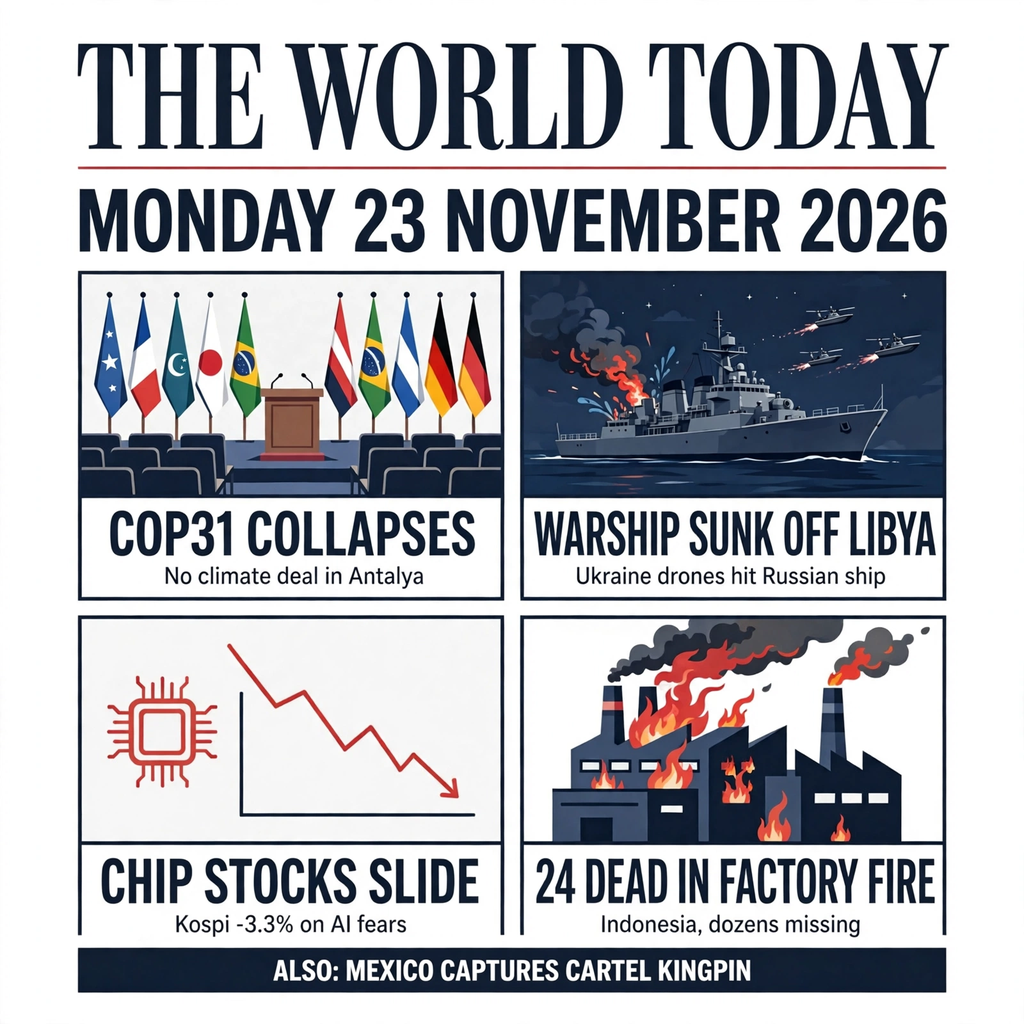 THE WORLD TODAY
MONDAY 23 NOVEMBER 2026
COP31 COLLAPSES
No climate deal in Antalya
WARSHIP SUNK OFF LIBYA
Ukraine drones hit Russian ship
CHIP STOCKS SLIDE
Kospi -3.3% on AI fears
24 DEAD IN FACTORY FIRE
Indonesia, dozens missing
ALSO: MEXICO CAPTURES CARTEL KINGPIN